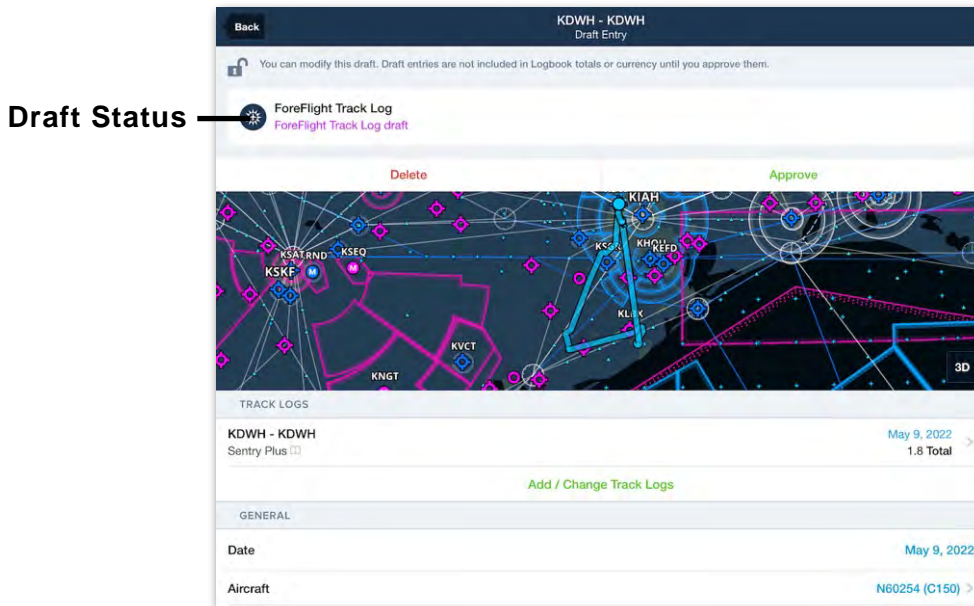 Back
KDWH - KDWH
Draft Entry
You can modify this draft. Draft entries are not included in Logbook totals or currency until you approve them.
Draft Status
ForeFlight Track Log
ForeFlight Track Log draft
Delete
Approve
KIAH
KSAT
RND
KSEQ
KHOU
KEFD
KSKF
M
M
KVCT
KNGT
3D
TRACK LOGS
KDWH - KDWH
May 9, 2022
Sentry Plus
1.8 Total
Add / Change Track Logs
GENERAL
Date
May 9, 2022
Aircraft
N60254 (C150)